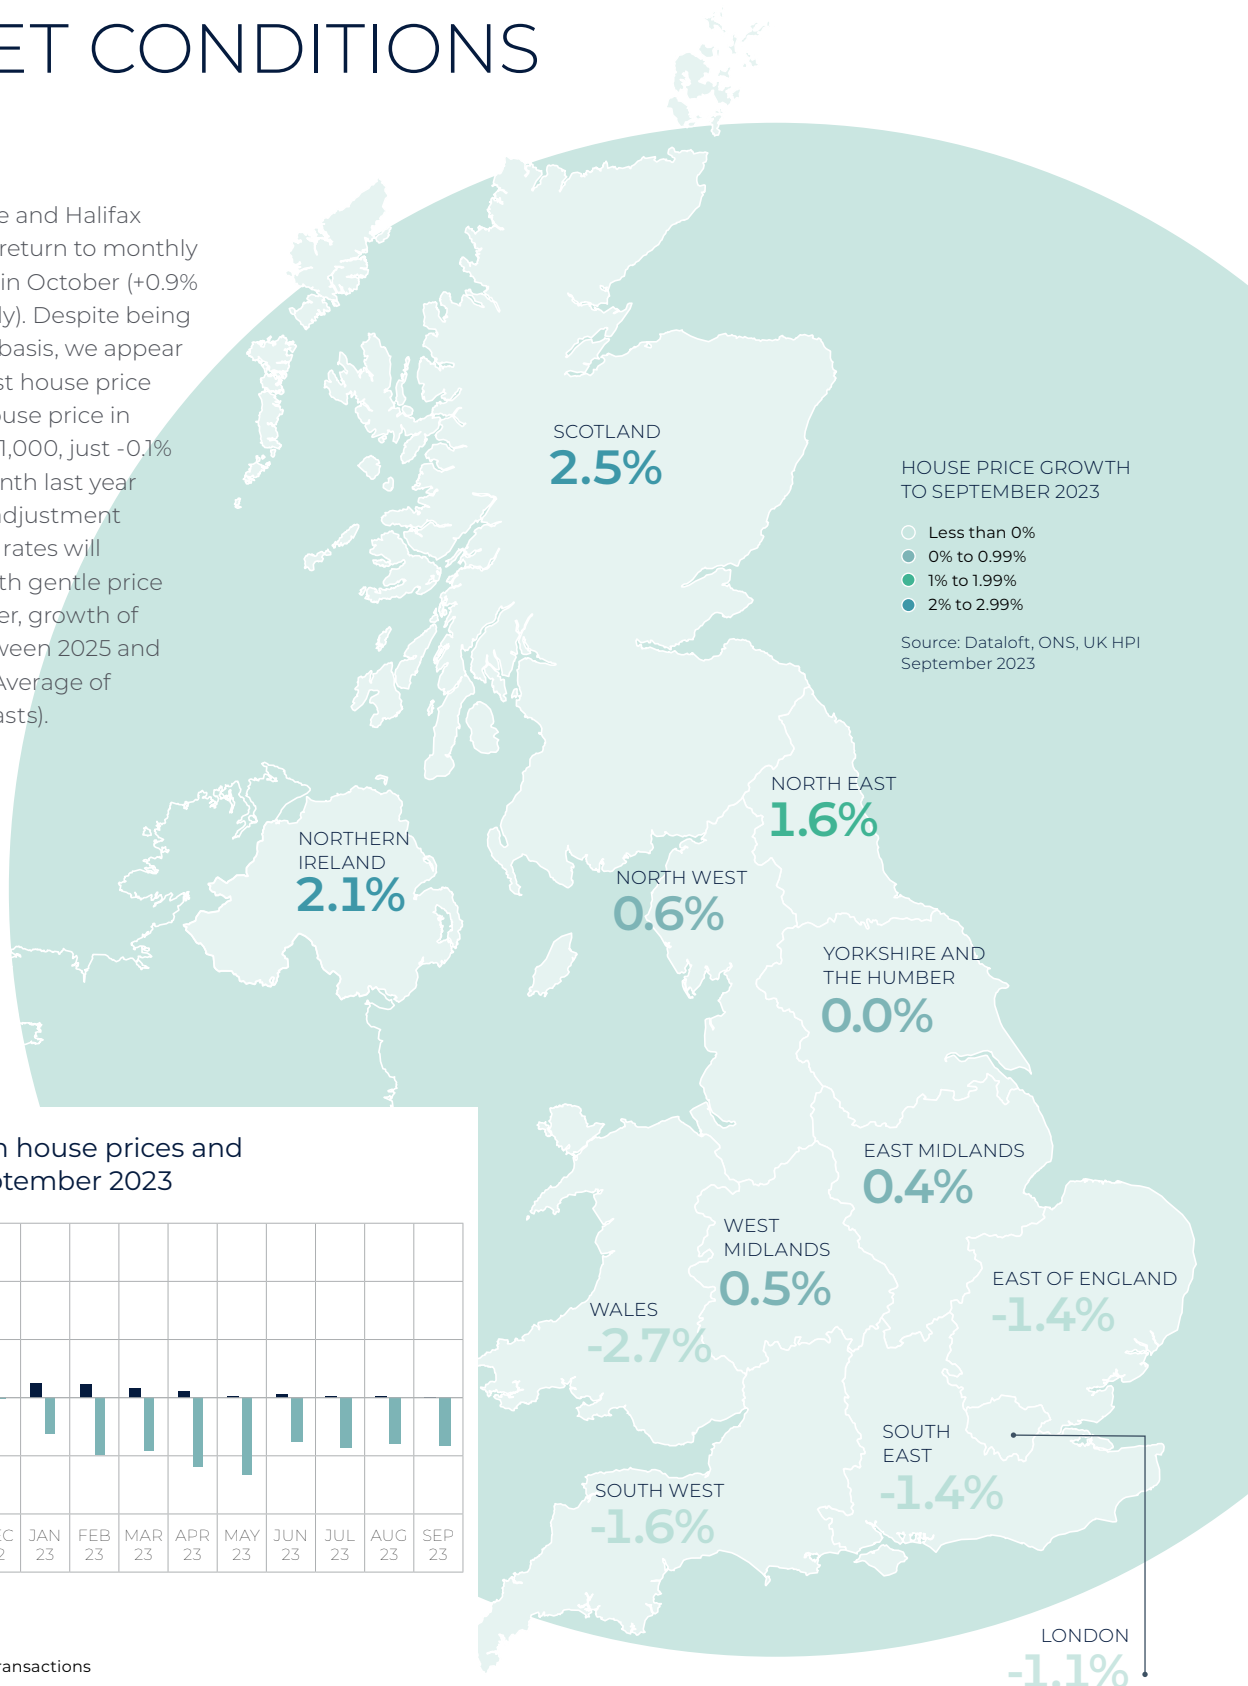 ET CONDITIONS
e and Halifax
return to monthly
in October (+0.9%
ly). Despite being
basis, we appear
st house price
ouse price in
1,000, just -0.1%
nth last year
adjustment
rates will
th gentle price
er, growth of
ween 2025 and
Average of
asts).
SCOTLAND
2.5%
HOUSE PRICE GROWTH
TO SEPTEMBER 2023
Less than 0%
0% to 0.99%
1% to 1.99%
2% to 2.99%
Source: Dataloft, ONS, UK HPI
September 2023
NORTH EAST
1.6%
NORTHERN
IRELAND
2.1%
NORTH WEST
0.6%
YORKSHIRE AND
THE HUMBER
0.0%
EAST MIDLANDS
0.4%
WEST
MIDLANDS
0.5%
EAST OF ENGLAND
-1.4%
WALES
-2.7%
SOUTH
EAST
-1.4%
SOUTH WEST
-1.6%
LONDON
-1.1%
n house prices and
ptember 2023
EC JAN FEB MAR APR MAY JUN JUL AUG SEP
2 23 23 23 23 23 23 23 23 23
ransactions